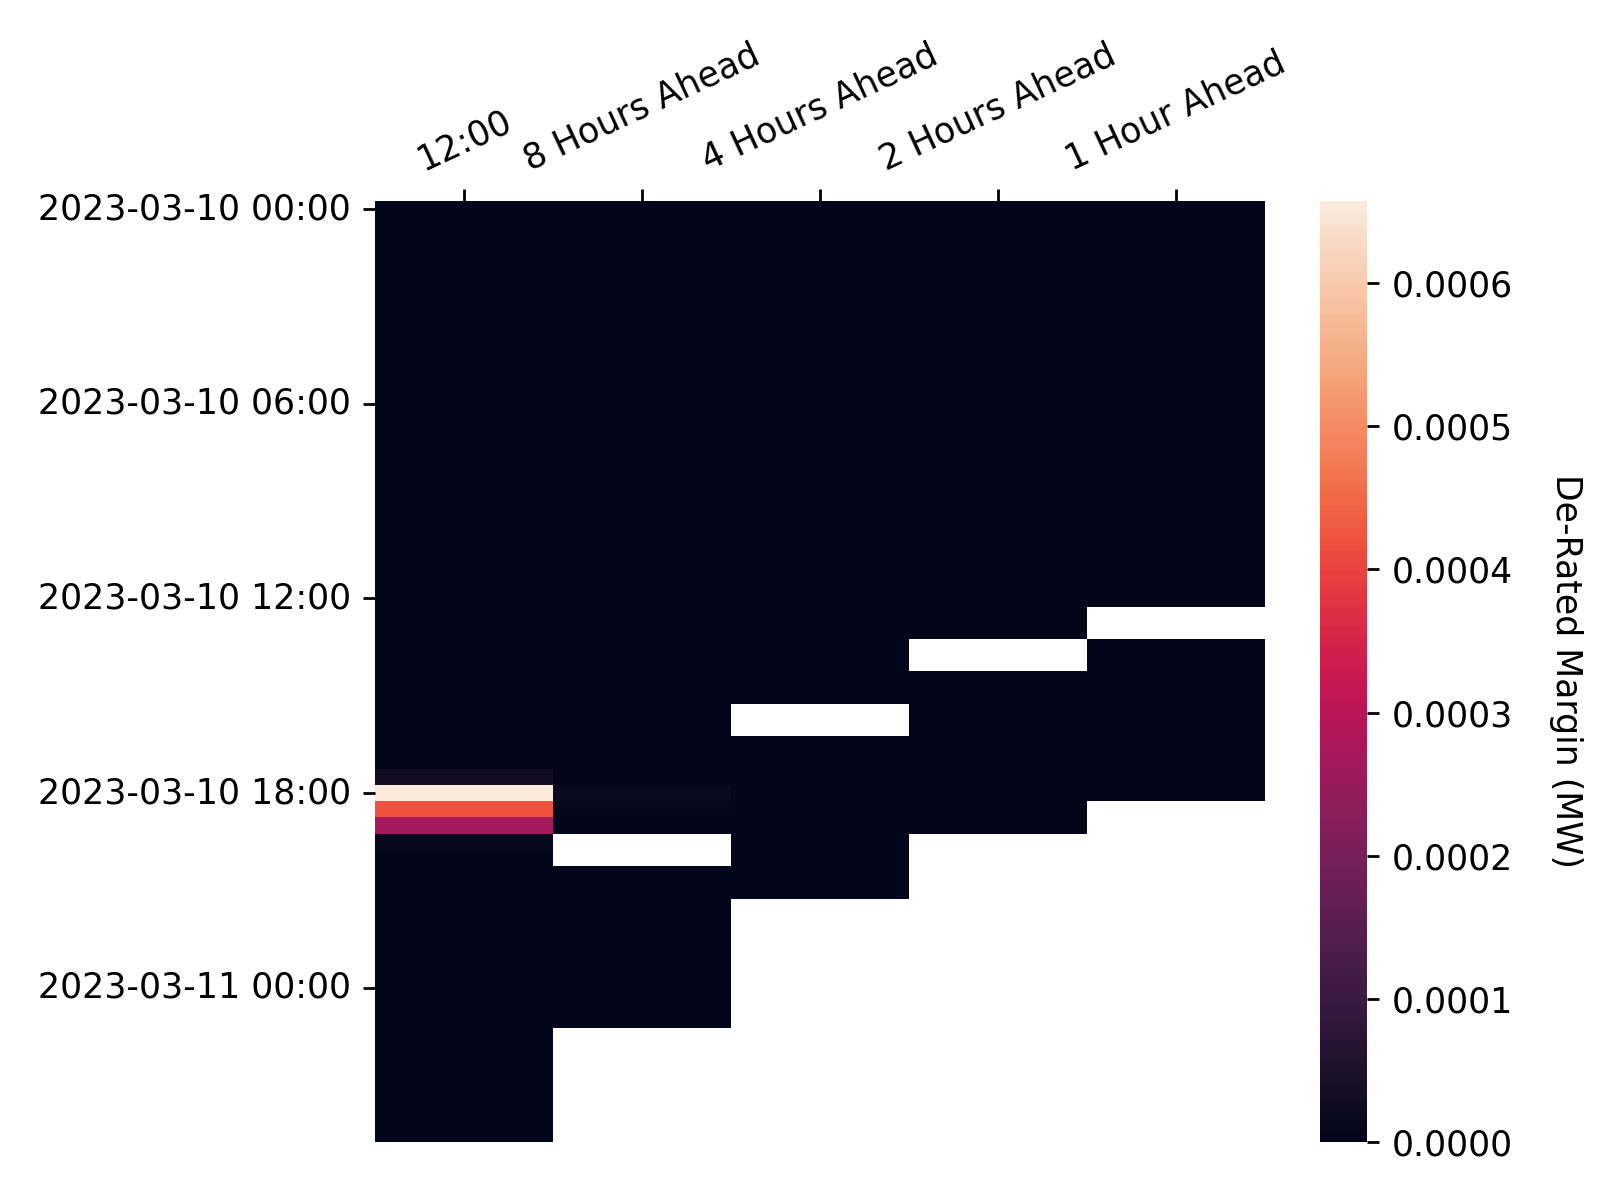 12:00
8 Hours Ahead
4 Hours Ahead
2 Hours Ahead
1 Hour Ahead
2023-03-10 00:00
2023-03-10 06:00
2023-03-10 12:00
2023-03-10 18:00
2023-03-11 00:00
0.0006
0.0005
0.0004
0.0003
0.0002
0.0001
0.0000
De-Rated Margin (MW)